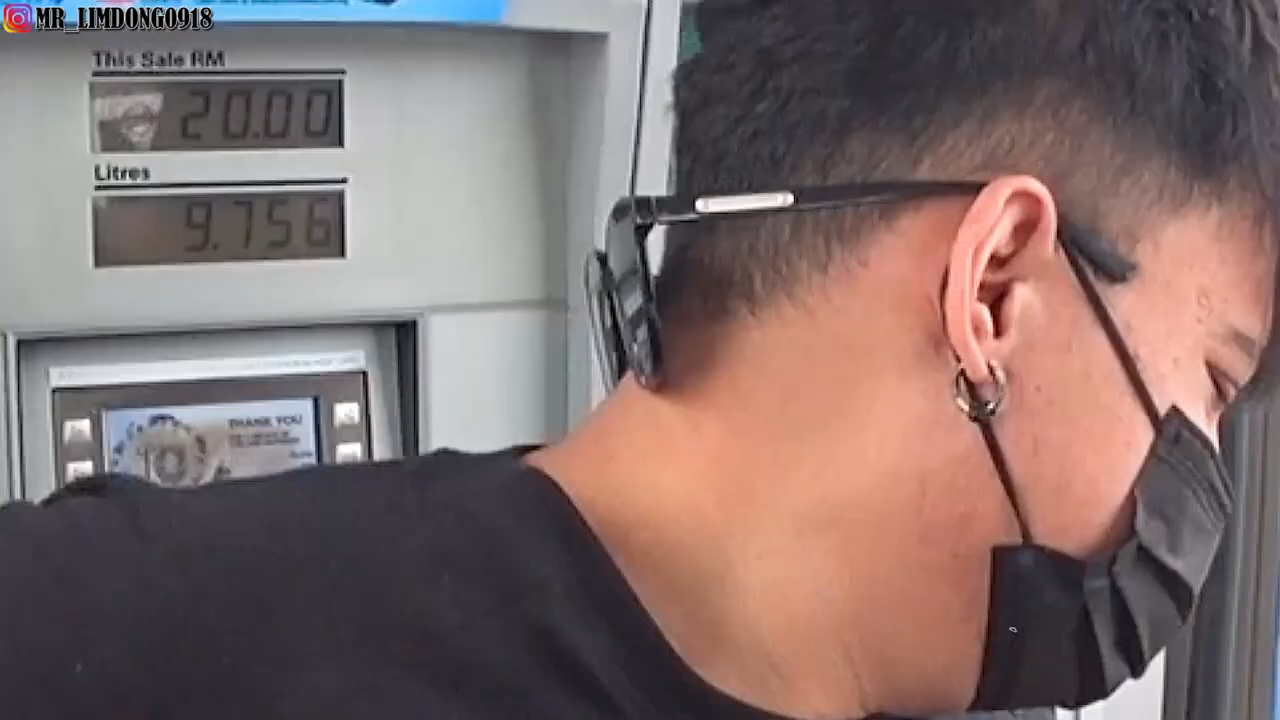 MR_LIMDONG0918
This Sale RM
20.00
Litres
9.756
THANK YOU